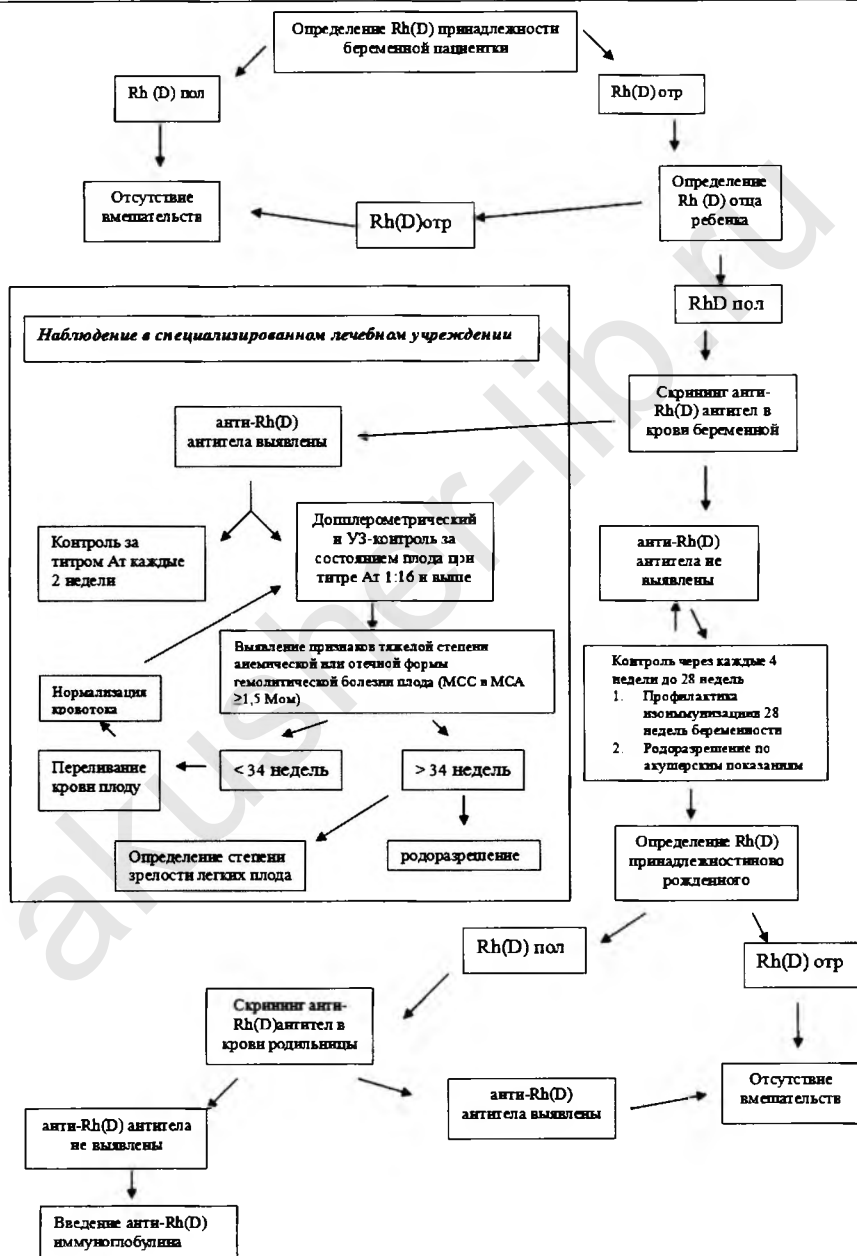 Определение Rh(D) принадлежности
беременной пациентки
Rh (D) пол
Rh(D) отр
Отсутствие
вмешательств
Rh(D)отр
Определение
Rh (D) отца
ребенка
RhD пол
Наблюдение в специализированном лечебном учреждении
Скрининг анти-
Rh(D) антител в
крови беременной
анти-Rh(D)
антитела выявлены
Контроль за
титром Ат каждые
2 недели
Допплерометрический
и УЗ-контроль за
состоянием плода при
титре Ат 1:16 и выше
анти-Rh(D)
антитела не
выявлены
Выявление признаков тяжелой степени
анемической или отечной формы
гемолитической болезни плода (МСС в МСА
≥1,5 Мом)
Нормализация
кровотока
Переливание
крови плоду
< 34 недель
> 34 недель
Контроль через каждые 4
недели до 28 недель
1. Профилактика
изоиммунизации 28
недель беременности
2. Родоразрешение по
акушерским показаниям
Определение степени
зрелости легких плода
родоразрешение
Определение Rh(D)
принадлежностиново
рожденного
Rh(D) пол
Rh(D) отр
Скрининг анти-
Rh(D)антител в
крови родильницы
анти-Rh(D)
антитела выявлены
Отсутствие
вмешательств
анти-Rh(D) антитела
не выявлены
Введение анти-Rh(D)
иммуноглобулина
akusher-lib.ru